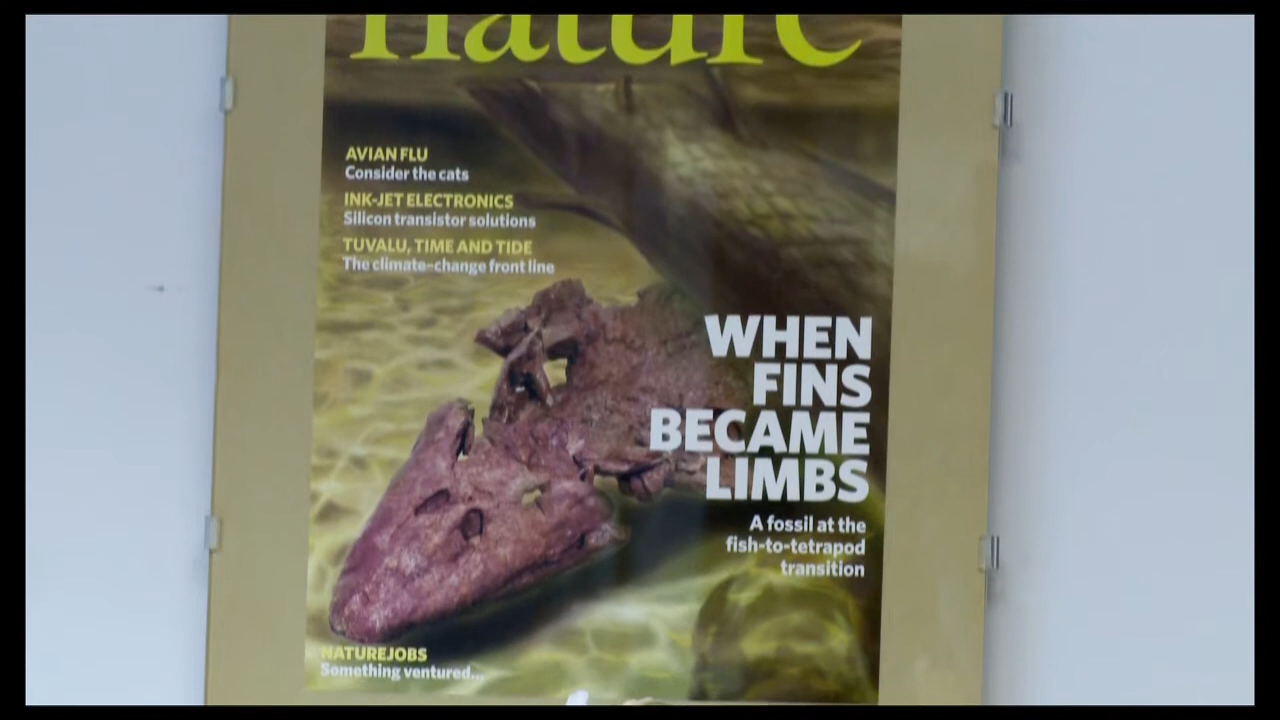 nature
AVIAN FLU
Consider the cats
INK-JET ELECTRONICS
Silicon transistor solutions
TUVALU, TIME AND TIDE
The climate-change front line
WHEN
FINS
BECAME
LIMBS
A fossil at the
fish-to-tetrapod
transition
NATUREJOBS
Something ventured...